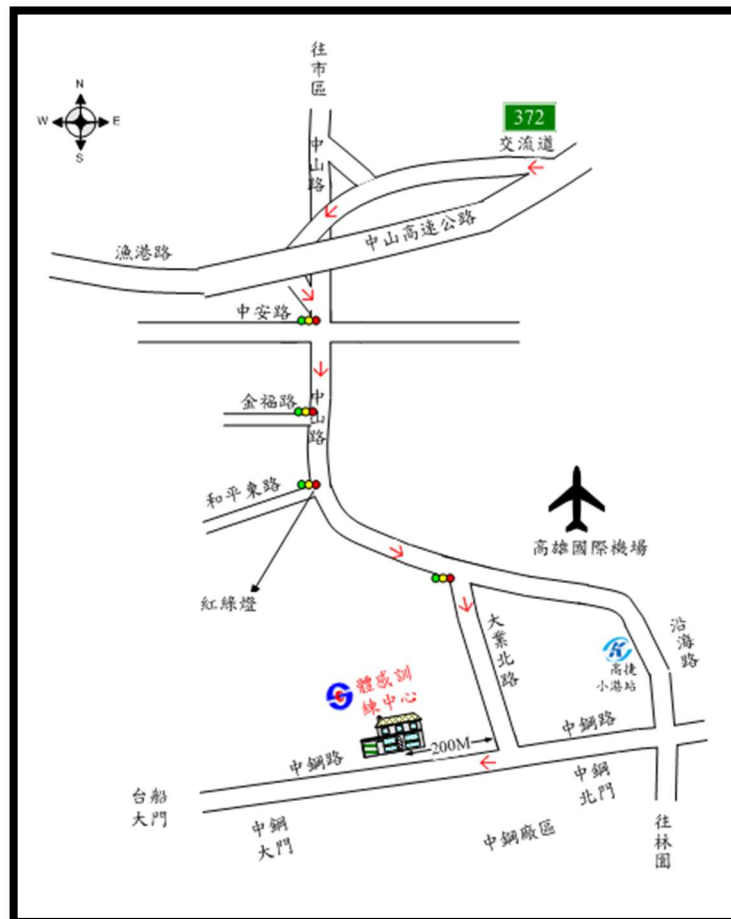 往市區
N
W E
S
372
交流道
中山路
中山高速公路
漁港路
中安路
金福路
中山路
和平東路
高雄國際機場
紅綠燈
大業北路
沿海路
高捷
小港站
體感訓
練中心
中鋼路
200M
中鋼路
台船
大門
中鋼
大門
中鋼廠區
中鋼
北門
往林園